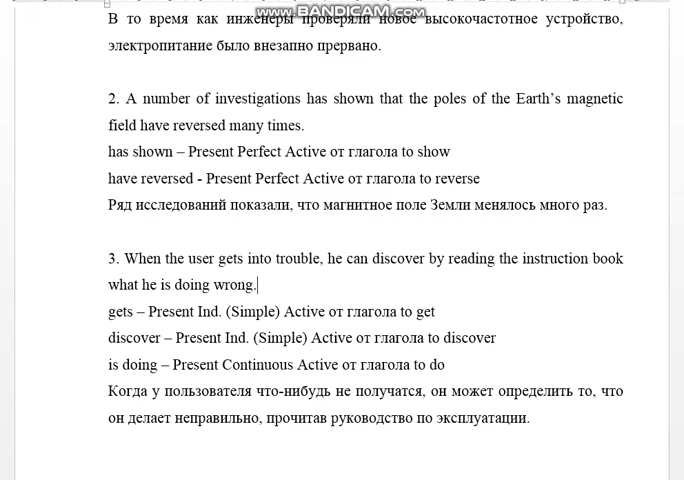 www.BANDICAM.com
В то время как инженеры проверяли новое высокочастотное устройство,
электропитание было внезапно прервано.
2. A number of investigations has shown that the poles of the Earth’s magnetic
field have reversed many times.
has shown – Present Perfect Active от глагола to show
have reversed - Present Perfect Active от глагола to reverse
Ряд исследований показали, что магнитное поле Земли менялось много раз.
3. When the user gets into trouble, he can discover by reading the instruction book
what he is doing wrong.
gets – Present Ind. (Simple) Active от глагола to get
discover – Present Ind. (Simple) Active от глагола to discover
is doing – Present Continuous Active от глагола to do
Когда у пользователя что-нибудь не получатся, он может определить то, что
он делает неправильно, прочитав руководство по эксплуатации.